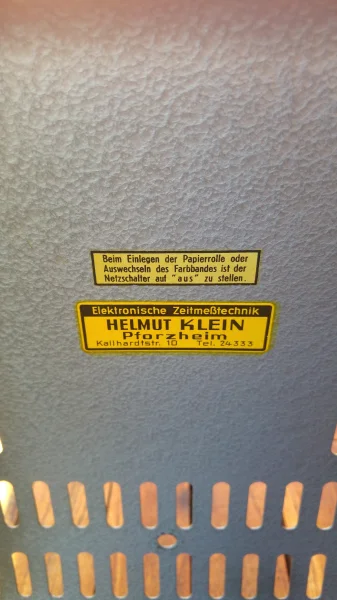 Beim Einlegen der Papierrolle oder
Auswechseln des Farbbandes ist der
Netzschalter auf "aus" zu stellen.
Elektronische Zeitmeßtechnik
HELMUT KLEIN
Pforzheim
Kallhardtstr. 10 Tel. 24333